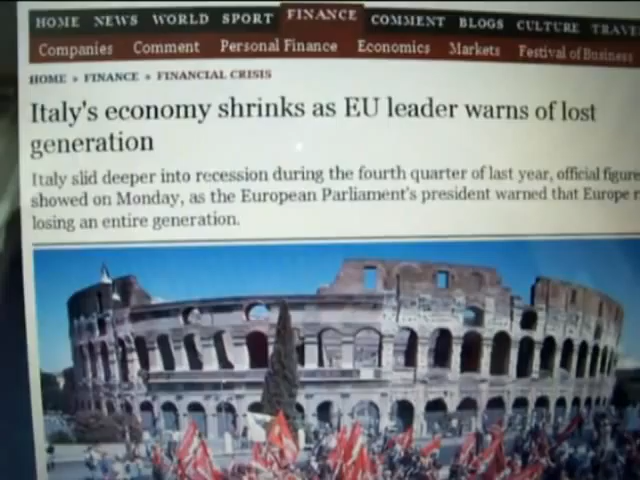 HOME NEWS WORLD SPORT FINANCE COMMENT BLOGS CULTURE
Companies Comment Personal Finance Economics Markets Festival of Business
HOME » FINANCE » FINANCIAL CRISIS
Italy's economy shrinks as EU leader warns of lost
generation
Italy slid deeper into recession during the fourth quarter of last year, official figure
showed on Monday, as the European Parliament's president warned that Europe
losing an entire generation.